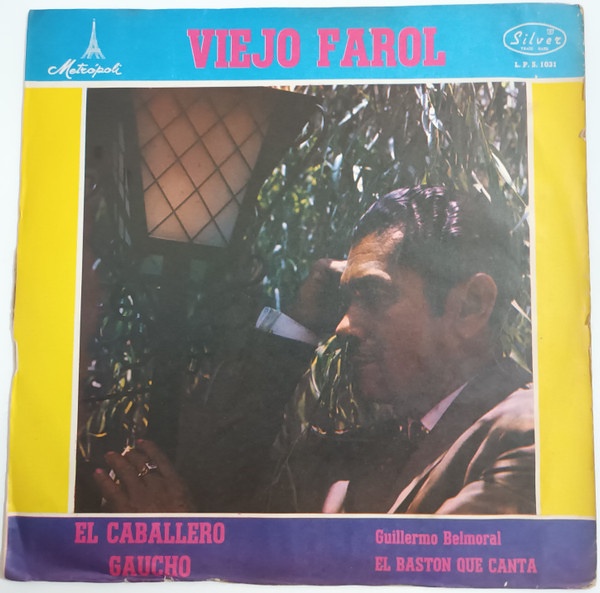 VIEJO FAROL
Metrópoli
Silver
L. P. S. 1031
EL CABALLERO
GAUCHO
Guillermo Belmoral
EL BASTON QUE CANTA